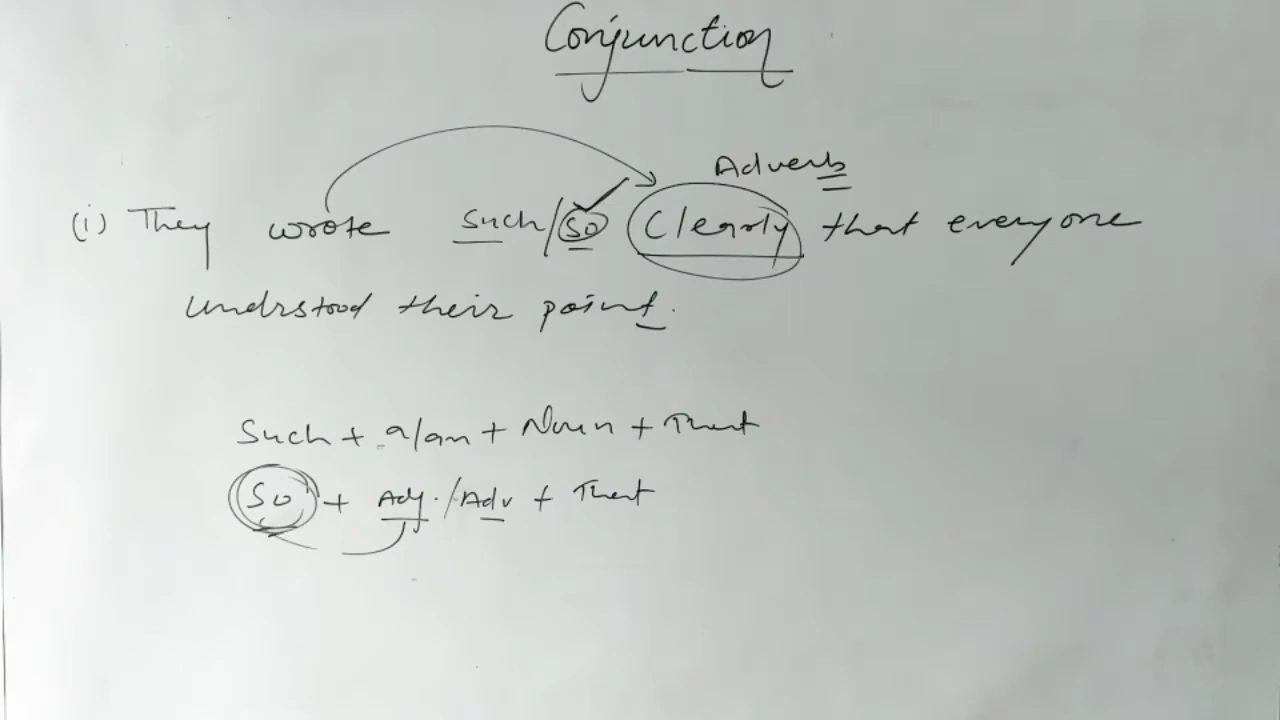 Conjunction
Adverb
(i) They wrote such/so Clearly that everyone
understood their point.
Such + a/an + Noun + That
So + Adj./Adv + That